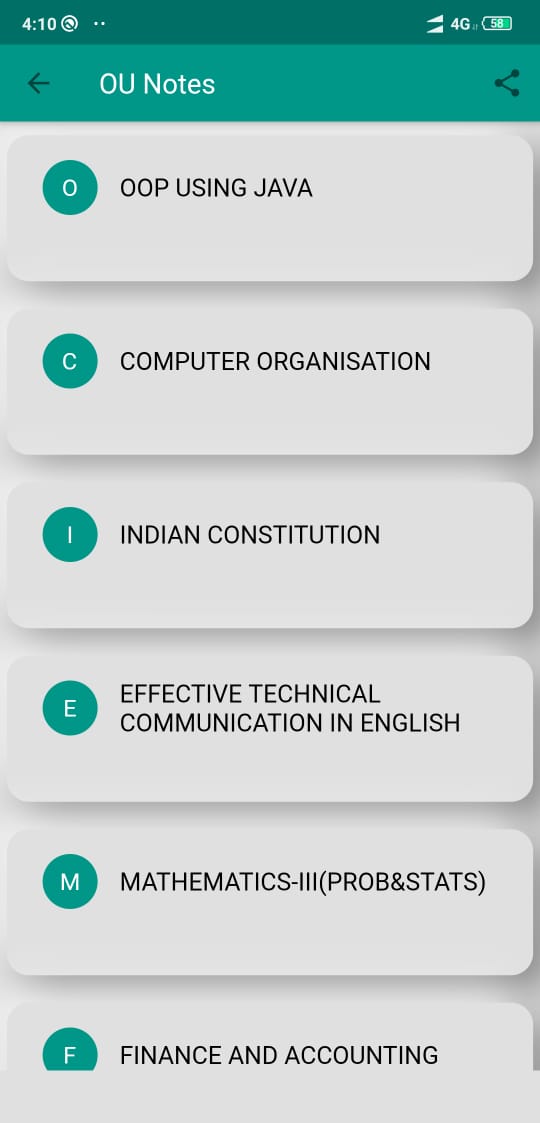 4:10
4G 58
OU Notes
O OOP USING JAVA
C COMPUTER ORGANISATION
I INDIAN CONSTITUTION
E EFFECTIVE TECHNICAL
COMMUNICATION IN ENGLISH
M MATHEMATICS-III(PROB&STATS)
F FINANCE AND ACCOUNTING